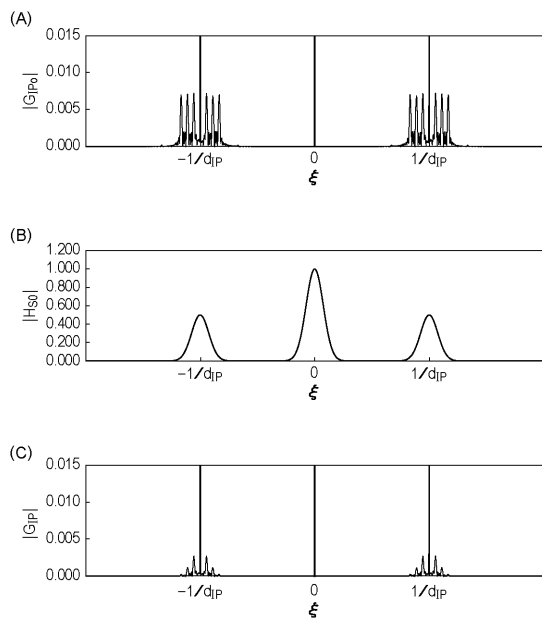 (A)
0.015
0.010
0.005
0.000
|G_IPo|
-1/d_IP
0
1/d_IP
ξ
(B)
1.200
1.000
0.800
0.600
0.400
0.200
0.000
|H_S0|
-1/d_IP
0
1/d_IP
ξ
(C)
0.015
0.010
0.005
0.000
|G_IP|
-1/d_IP
0
1/d_IP
ξ